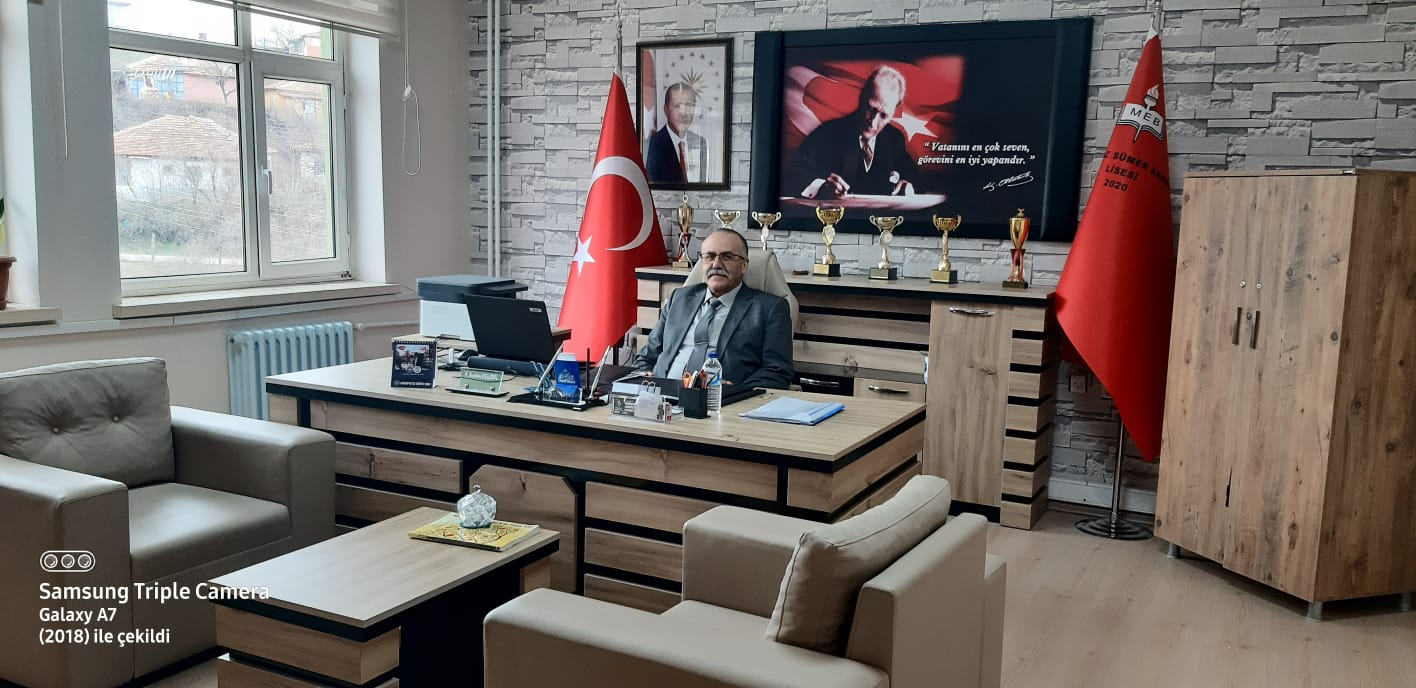 “ Vatanını en çok seven,
görevini en iyi yapandır. ”
MEB
Z SÜMER
LİSESİ
2020
Samsung Triple Camera
Galaxy A7
(2018) ile çekildi